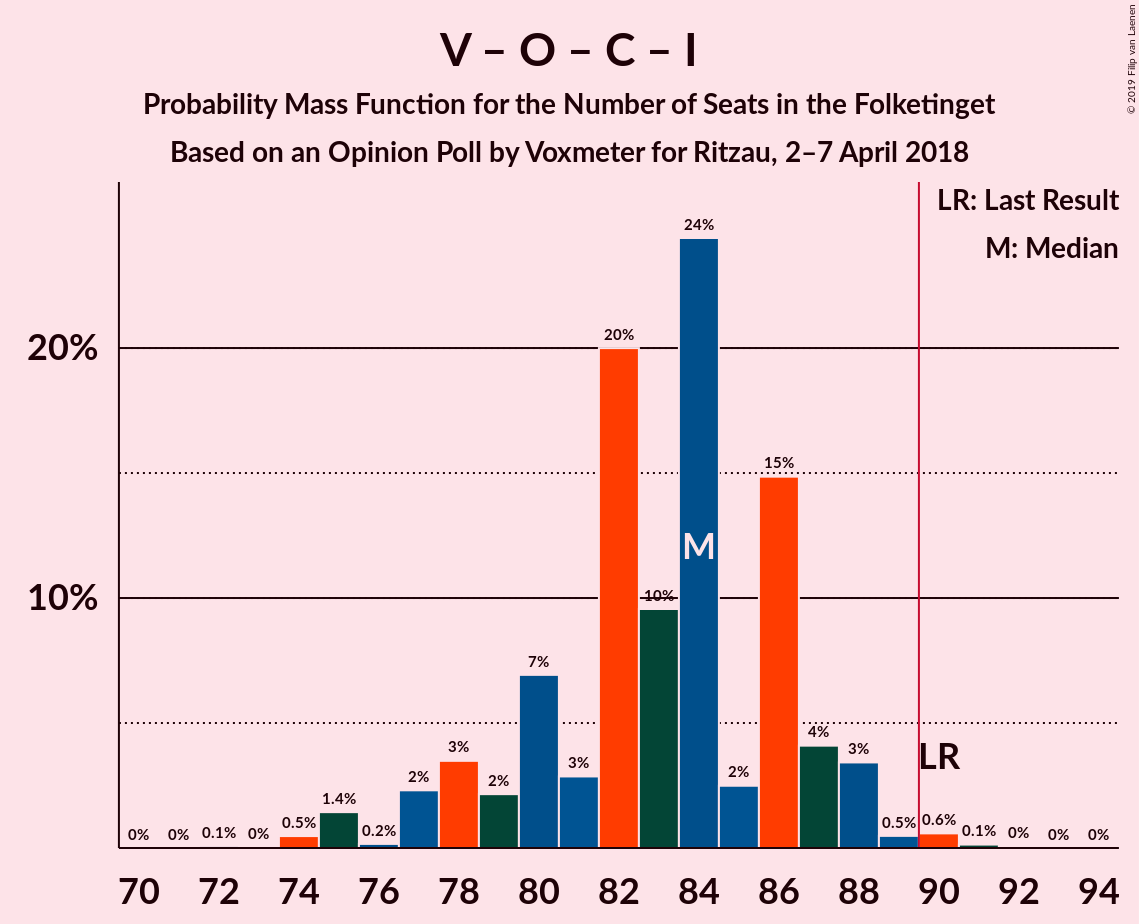 V – O – C – I
Probability Mass Function for the Number of Seats in the Folketinget
Based on an Opinion Poll by Voxmeter for Ritzau, 2–7 April 2018
© 2019 Filip van Laenen
LR: Last Result
M: Median
20%
10%
0% 0% 0.1% 0% 0.5% 1.4% 0.2% 2% 3% 2% 7% 3% 20% 10% 24% 2% 15% 4% 3% 0.5% 0.6% 0.1% 0% 0% 0%
M
LR
70 72 74 76 78 80 82 84 86 88 90 92 94